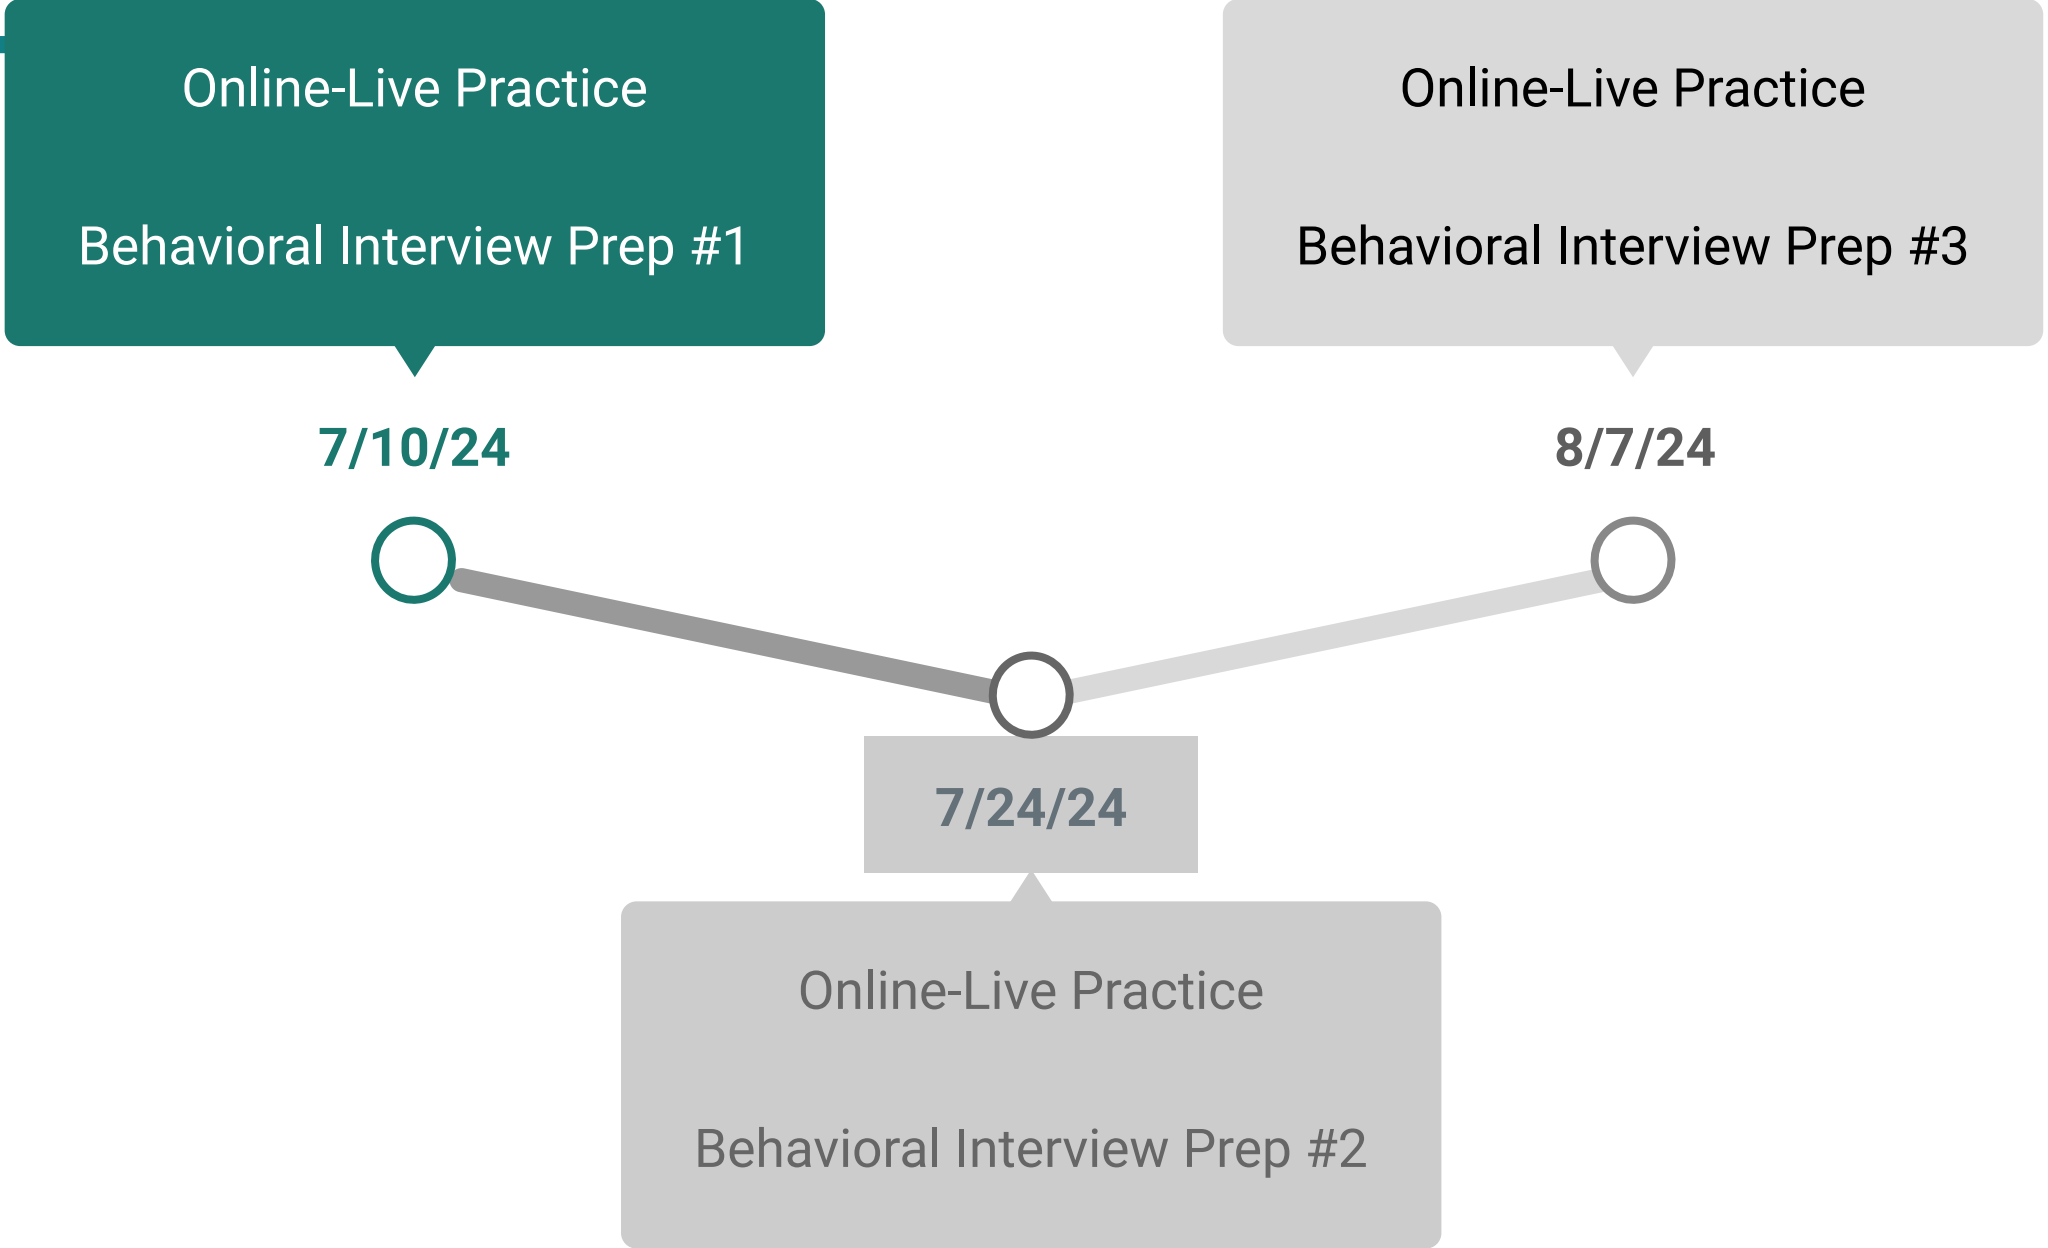 Online-Live Practice
Behavioral Interview Prep #1
7/10/24
7/24/24
Online-Live Practice
Behavioral Interview Prep #2
Online-Live Practice
Behavioral Interview Prep #3
8/7/24